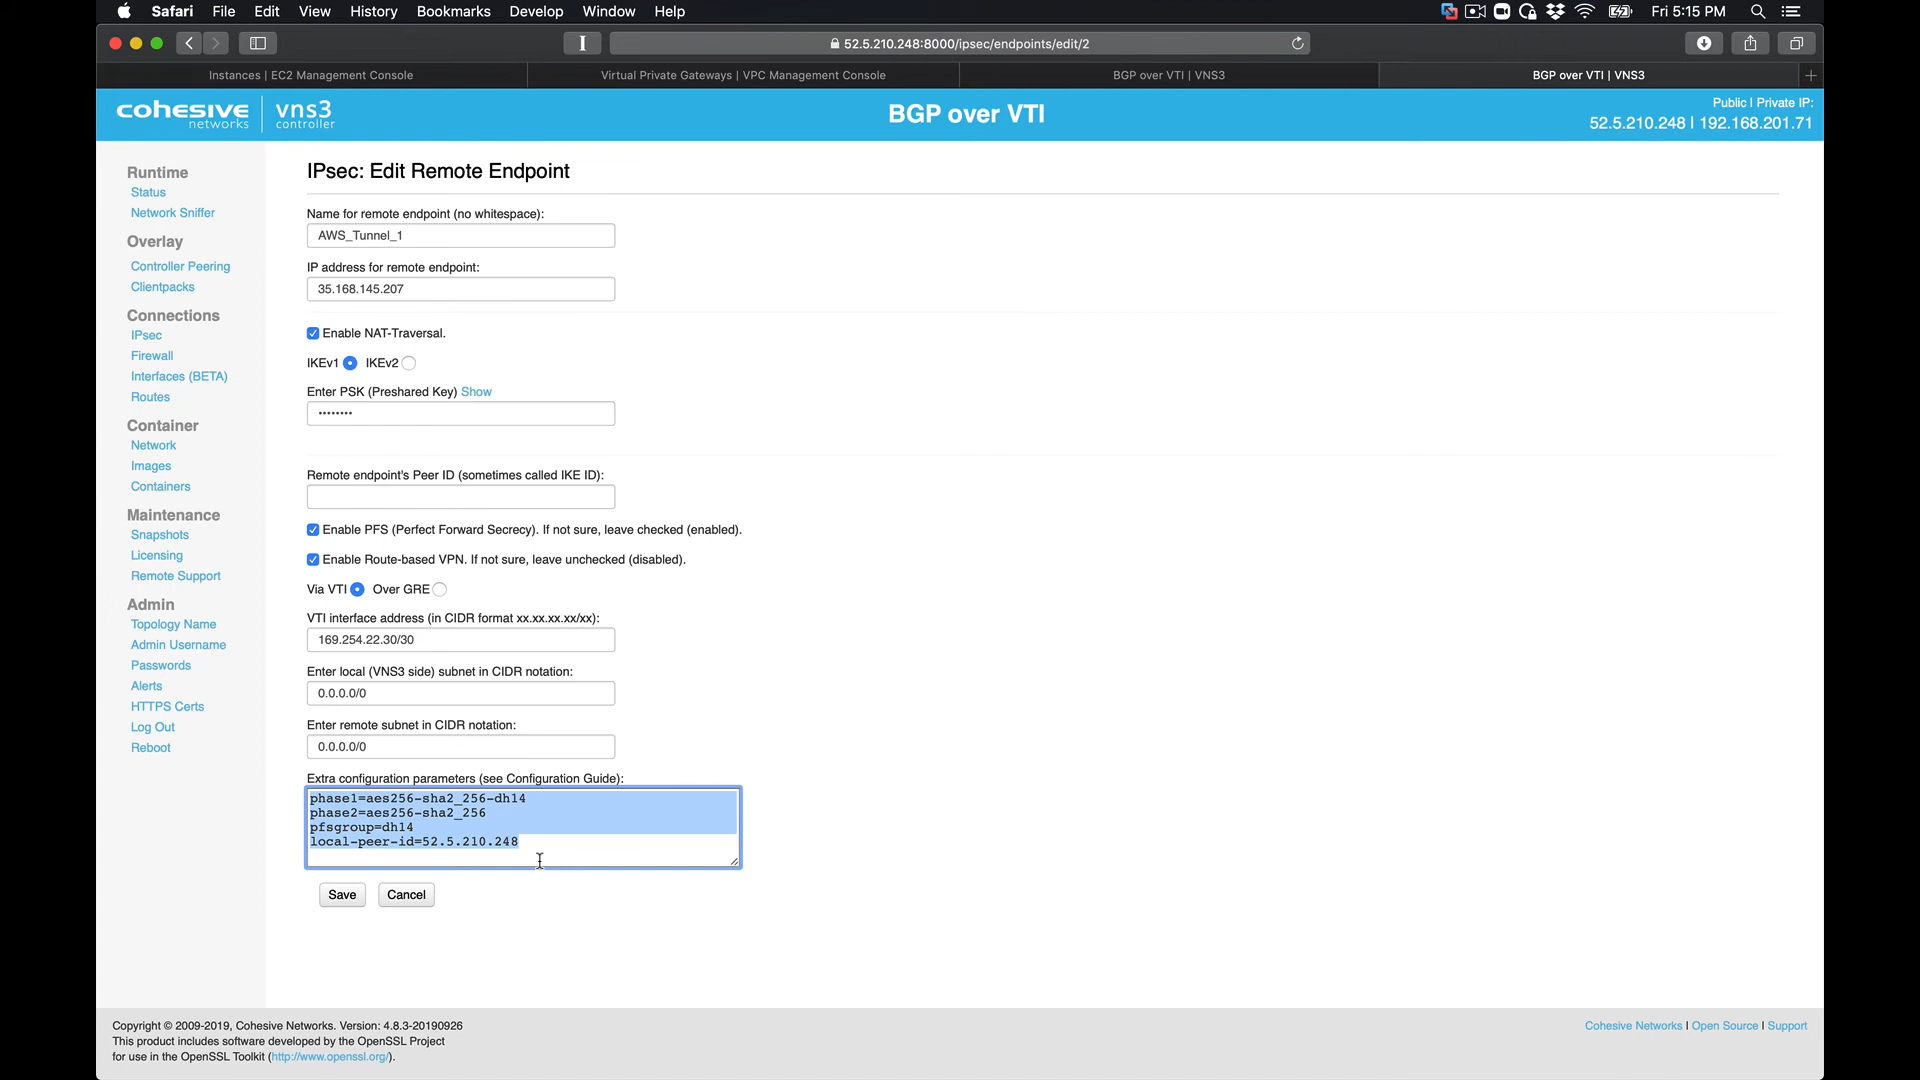 Safari File Edit View History Bookmarks Develop Window Help Fri 5:15 PM
52.5.210.248:8000/ipsec/endpoints/edit/2
Instances | EC2 Management Console
Virtual Private Gateways | VPC Management Console
BGP over VTI | VNS3
BGP over VTI | VNS3
cohesive networks
vns3 controller
BGP over VTI
Public | Private IP:
52.5.210.248 | 192.168.201.71
Runtime
Status
Network Sniffer
Overlay
Controller Peering
Clientpacks
Connections
IPsec
Firewall
Interfaces (BETA)
Routes
Container
Network
Images
Containers
Maintenance
Snapshots
Licensing
Remote Support
Admin
Topology Name
Admin Username
Passwords
Alerts
HTTPS Certs
Log Out
Reboot
IPsec: Edit Remote Endpoint
Name for remote endpoint (no whitespace):
AWS_Tunnel_1
IP address for remote endpoint:
35.168.145.207
Enable NAT-Traversal.
IKEv1 IKEv2
Enter PSK (Preshared Key) Show
••••••••
Remote endpoint's Peer ID (sometimes called IKE ID):
Enable PFS (Perfect Forward Secrecy). If not sure, leave checked (enabled).
Enable Route-based VPN. If not sure, leave unchecked (disabled).
Via VTI Over GRE
VTI interface address (in CIDR format xx.xx.xx.xx/xx):
169.254.22.30/30
Enter local (VNS3 side) subnet in CIDR notation:
0.0.0.0/0
Enter remote subnet in CIDR notation:
0.0.0.0/0
Extra configuration parameters (see Configuration Guide):
phase1=aes256-sha2_256-dh14
phase2=aes256-sha2_256
pfsgroup=dh14
local-peer-id=52.5.210.248
Save Cancel
Copyright © 2009-2019, Cohesive Networks. Version: 4.8.3-20190926
This product includes software developed by the OpenSSL Project
for use in the OpenSSL Toolkit (http://www.openssl.org/).
Cohesive Networks | Open Source | Support